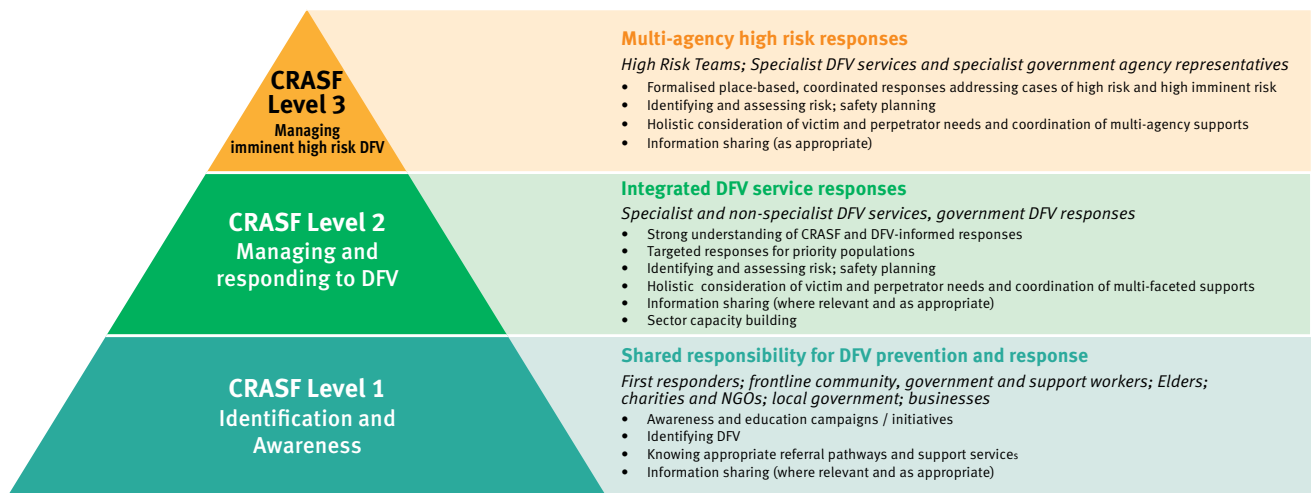 CRASF
Level 3
Managing
imminent high risk DFV
Multi-agency high risk responses
High Risk Teams; Specialist DFV services and specialist government agency representatives
• Formalised place-based, coordinated responses addressing cases of high risk and high imminent risk
• Identifying and assessing risk; safety planning
• Holistic consideration of victim and perpetrator needs and coordination of multi-agency supports
• Information sharing (as appropriate)
CRASF Level 2
Managing and
responding to DFV
Integrated DFV service responses
Specialist and non-specialist DFV services, government DFV responses
• Strong understanding of CRASF and DFV-informed responses
• Targeted responses for priority populations
• Identifying and assessing risk; safety planning
• Holistic consideration of victim and perpetrator needs and coordination of multi-faceted supports
• Information sharing (where relevant and as appropriate)
• Sector capacity building
CRASF Level 1
Identification and
Awareness
Shared responsibility for DFV prevention and response
First responders; frontline community, government and support workers; Elders;
charities and NGOs; local government; businesses
• Awareness and education campaigns / initiatives
• Identifying DFV
• Knowing appropriate referral pathways and support services
• Information sharing (where relevant and as appropriate)